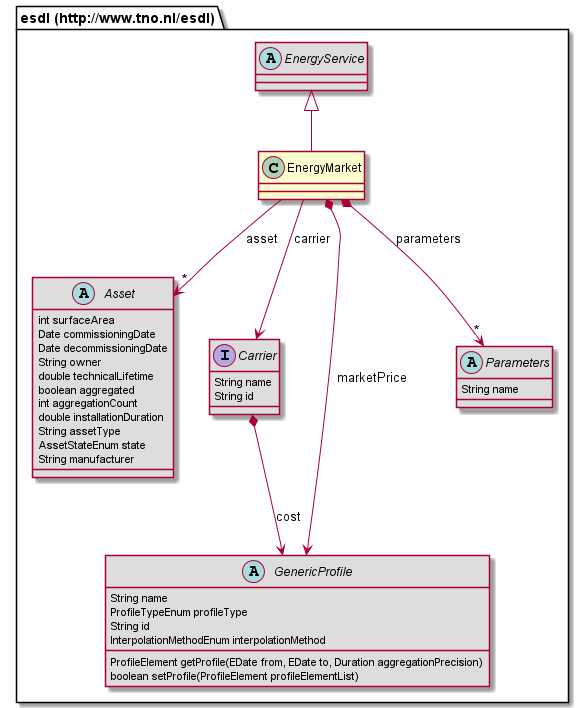 esdl (http://www.tno.nl/esdl)
A EnergyService
C EnergyMarket
asset
carrier
parameters
*
*
A Asset
int surfaceArea
Date commissioningDate
Date decommissioningDate
String owner
double technicalLifetime
boolean aggregated
int aggregationCount
double installationDuration
String assetType
AssetStateEnum state
String manufacturer
I Carrier
String name
String id
marketPrice
A Parameters
String name
cost
A GenericProfile
String name
ProfileTypeEnum profileType
String id
InterpolationMethodEnum interpolationMethod
ProfileElement getProfile(EDate from, EDate to, Duration aggregationPrecision)
boolean setProfile(ProfileElement profileElementList)